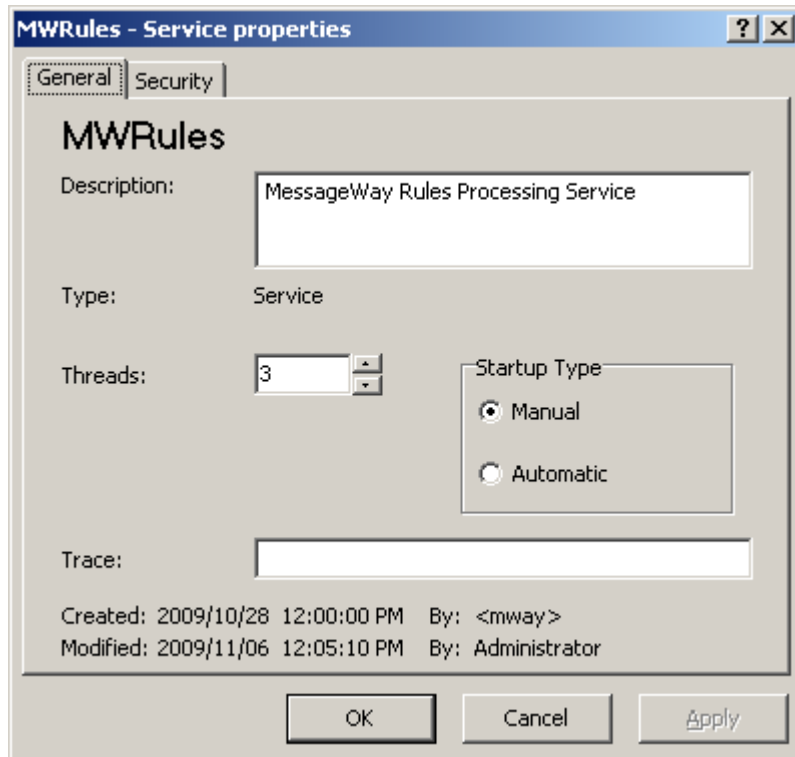 MWRules - Service properties
General Security
MWRules
Description: MessageWay Rules Processing Service
Type: Service
Threads: 3
Startup Type
Manual
Automatic
Trace:
Created: 2009/10/28 12:00:00 PM By: <mway>
Modified: 2009/11/06 12:05:10 PM By: Administrator
OK Cancel Apply